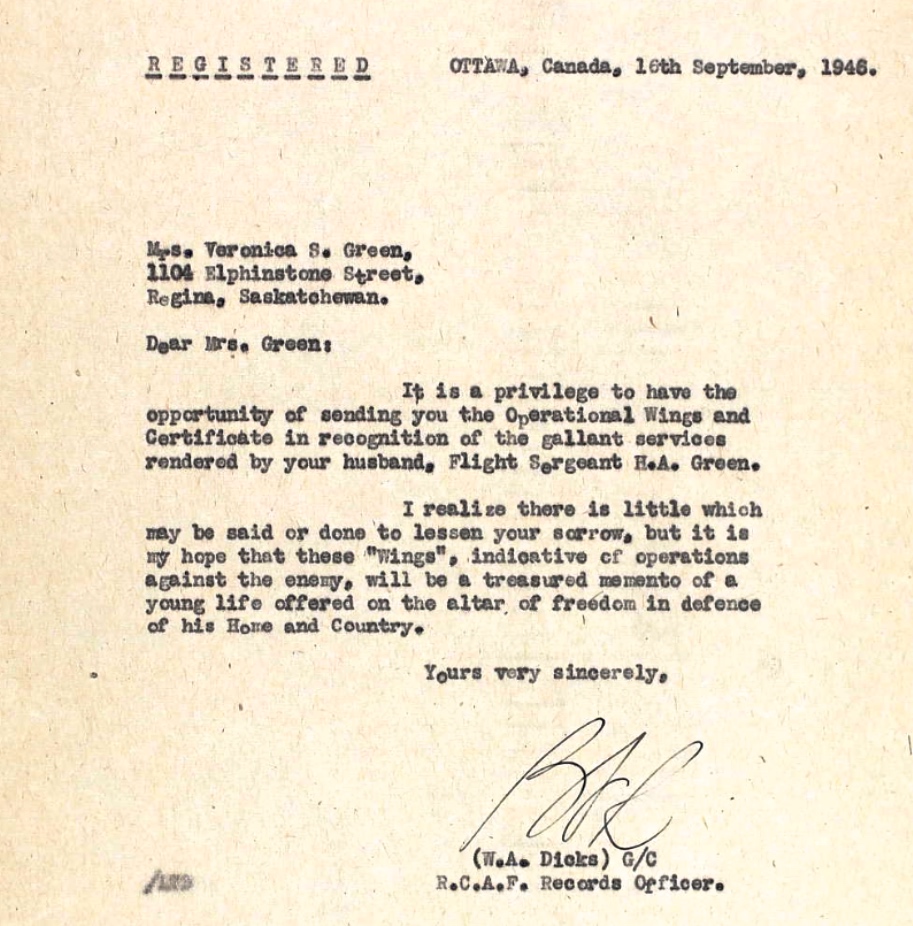 REGISTERED OTTAWA, Canada, 16th September, 1946.
Mrs. Veronica S. Green,
1104 Elphinstone Street,
Regina, Saskatchewan.
Dear Mrs. Green:
It is a privilege to have the
opportunity of sending you the Operational Wings and
Certificate in recognition of the gallant services
rendered by your husband, Flight Sergeant H.A. Green.
I realize there is little which
may be said or done to lessen your sorrow, but it is
my hope that these "Wings", indicative of operations
against the enemy, will be a treasured memento of a
young life offered on the altar of freedom in defence
of his Home and Country.
Yours very sincerely,
(W.A. Dicks) G/C
R.C.A.F. Records Officer.